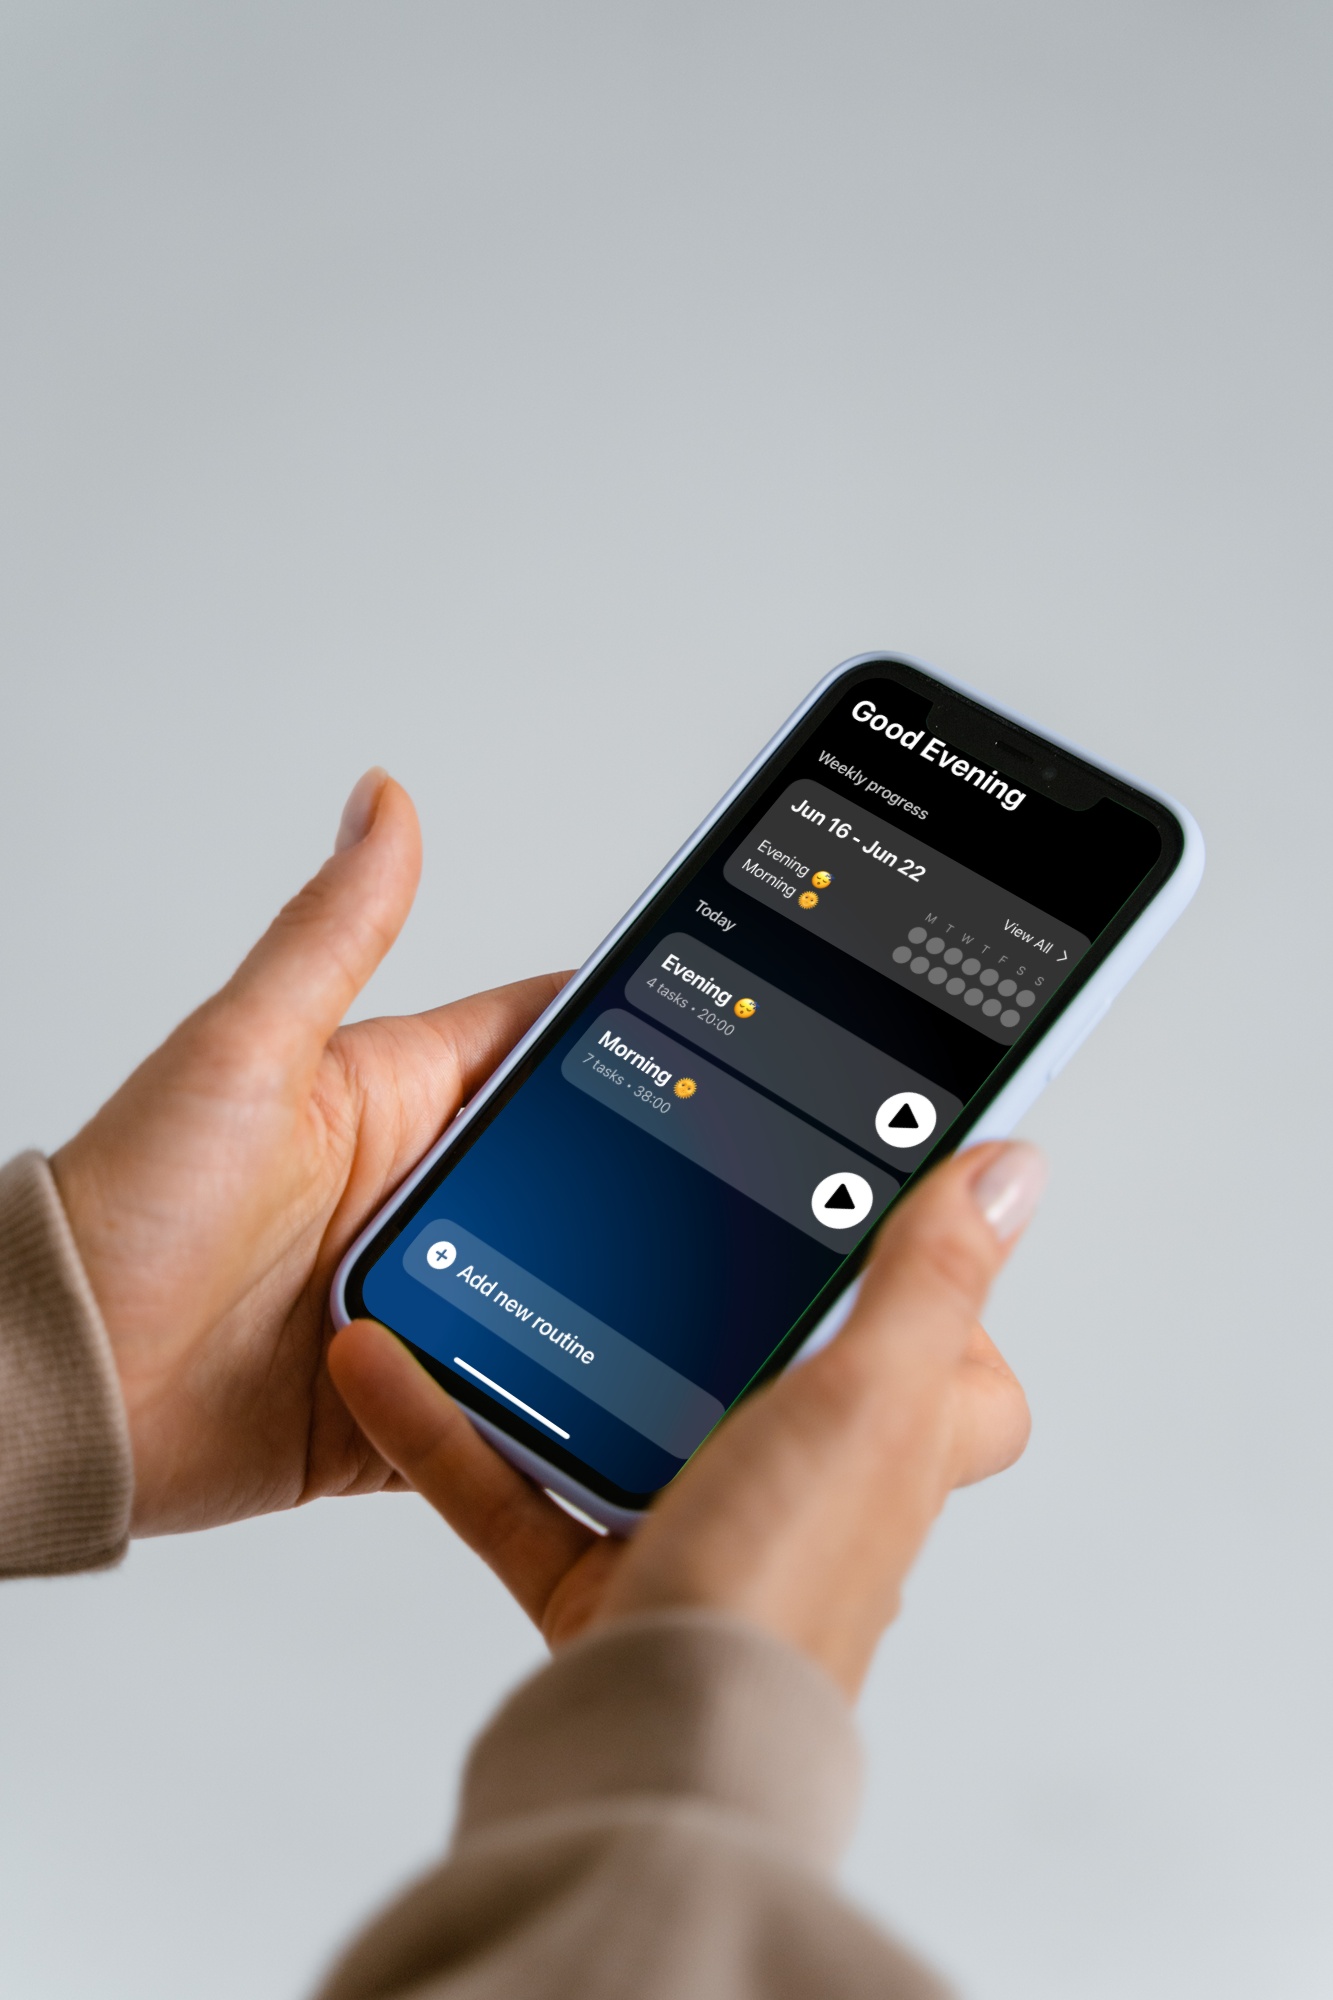 Good Evening
Weekly progress
Jun 16 - Jun 22
View All
M T W T F S S
Evening 😴
Morning 🌞
Today
Evening 😴
4 tasks • 20:00
Morning 🌞
7 tasks • 38:00
Add new routine